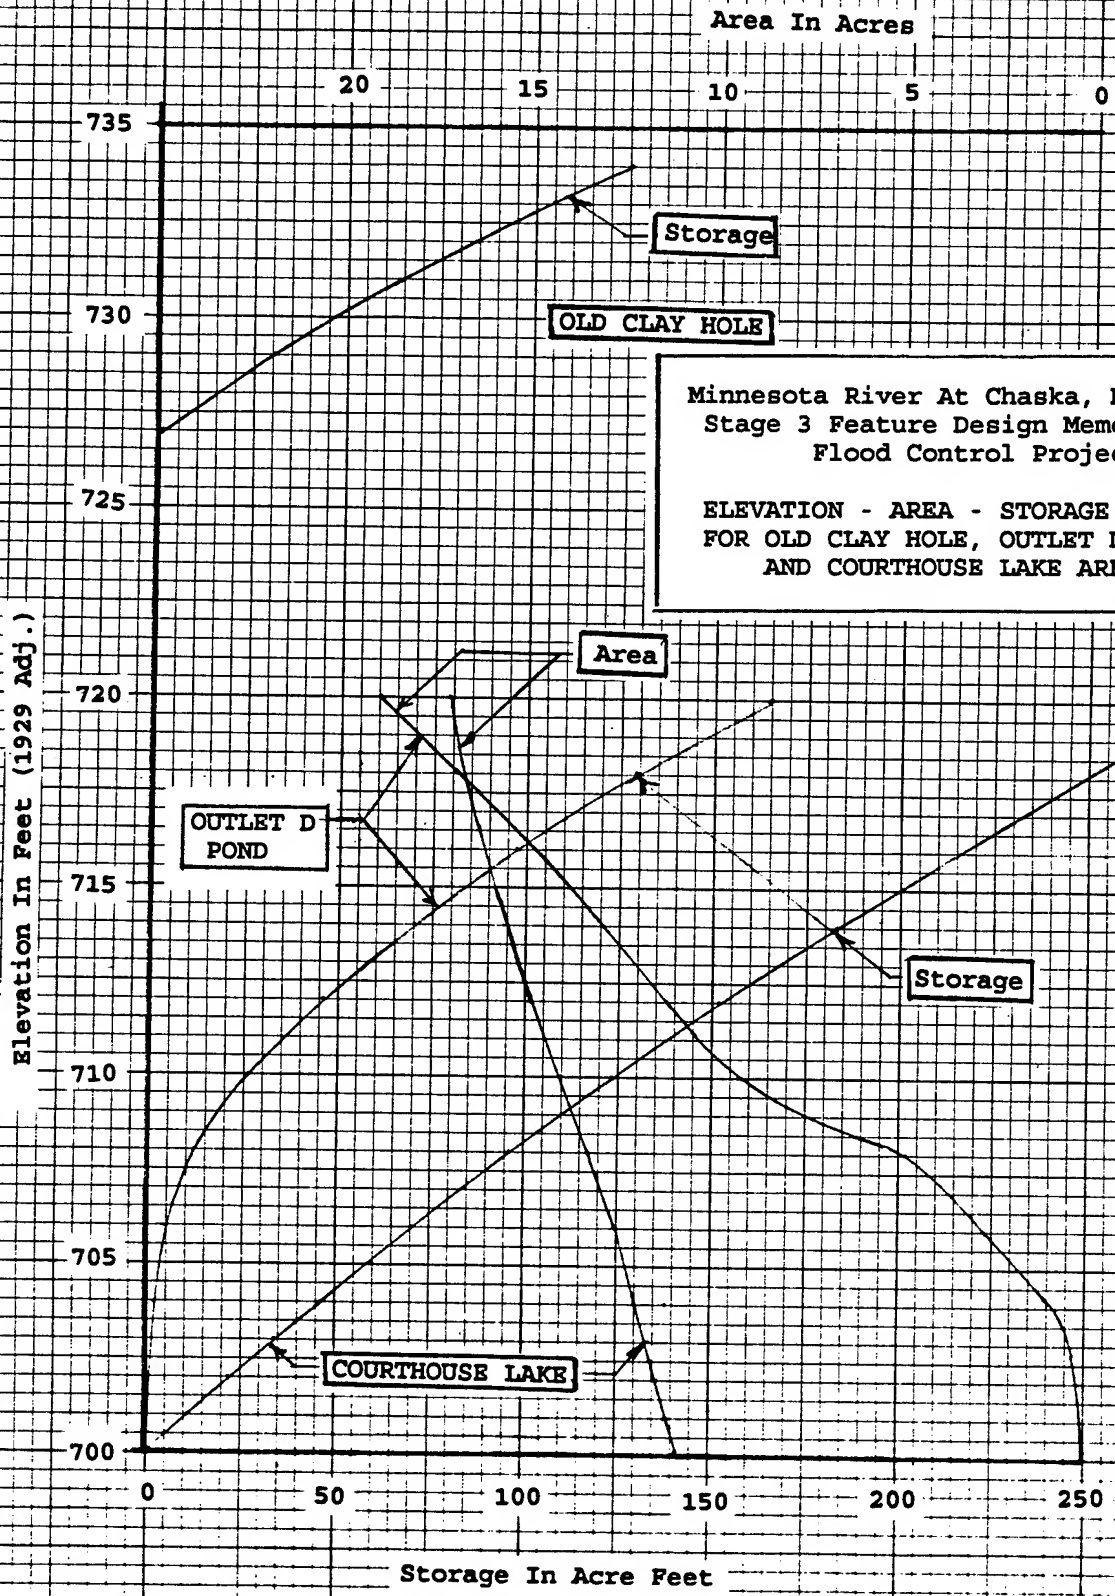 Area In Acres
20 15 10 5 0
735
Storage
730
OLD CLAY HOLE
Minnesota River At Chaska,
Stage 3 Feature Design
Flood Control
725
ELEVATION - AREA - STORAGE
FOR OLD CLAY HOLE, OUTLET
AND COURTHOUSE LAKE
Elevation In Feet (1929 Adj.)
Area
720
OUTLET D
POND
715
Storage
710
705
COURTHOUSE LAKE
700
0 50 100 150 200 250
Storage In Acre Feet